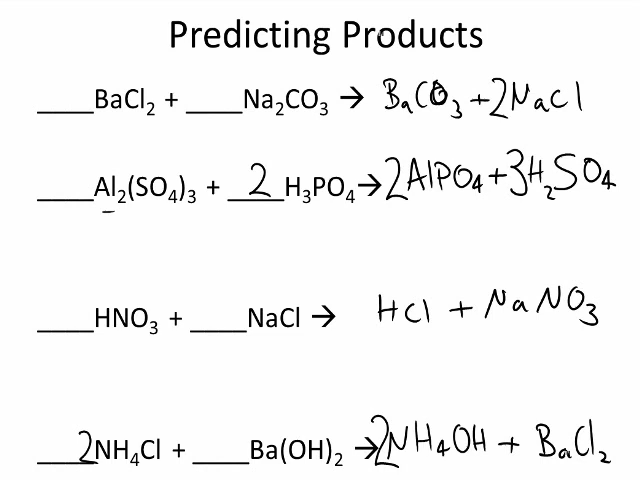 Predicting Products
____BaCl₂ + ____Na₂CO₃ → BaCO₃ + 2NaCl
____Al₂(SO₄)₃ + __2__H₃PO₄→2AlPO₄+3H₂SO₄
____HNO₃ + ____NaCl → HCl + NaNO₃
___2NH₄Cl + ____Ba(OH)₂ →2NH₄OH + BaCl₂